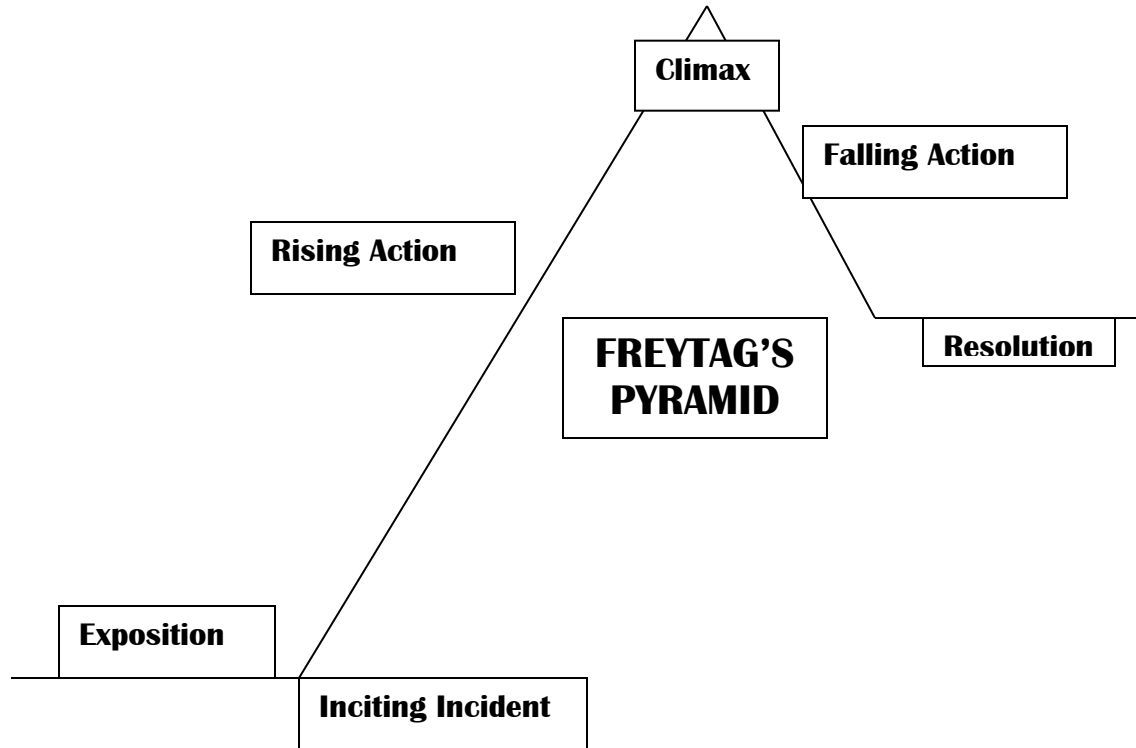 Climax
Falling Action
Rising Action
FREYTAG’S
PYRAMID
Resolution
Exposition
Inciting Incident